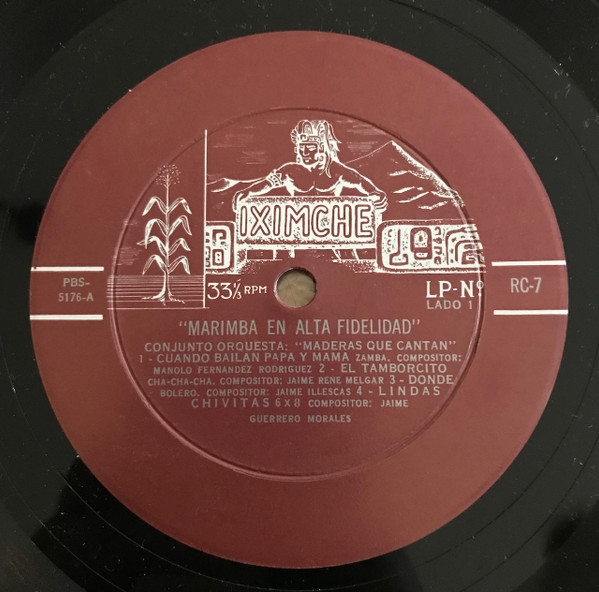 IXIMCHE
PBS-
5176-A
33⅓ RPM
LP-Nº
LADO 1
RC-7
"MARIMBA EN ALTA FIDELIDAD"
CONJUNTO ORQUESTA: "MADERAS QUE CANTAN"
1 - CUANDO BAILAN PAPA Y MAMA ZAMBA. COMPOSITOR:
MANOLO FERNANDEZ RODRIGUEZ 2 - EL TAMBORCITO
CHA-CHA-CHA. COMPOSITOR: JAIME RENE MELGAR 3 - DONDE
BOLERO. COMPOSITOR: JAIME ILLESCAS 4 - LINDAS
CHIVITAS 6 X 8 COMPOSITOR: JAIME
GUERRERO MORALES